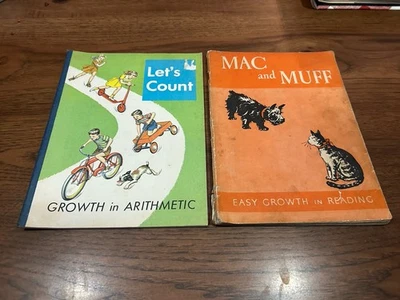 Let's
Count
GROWTH in ARITHMETIC
MAC
and
MUFF
EASY GROWTH IN READING